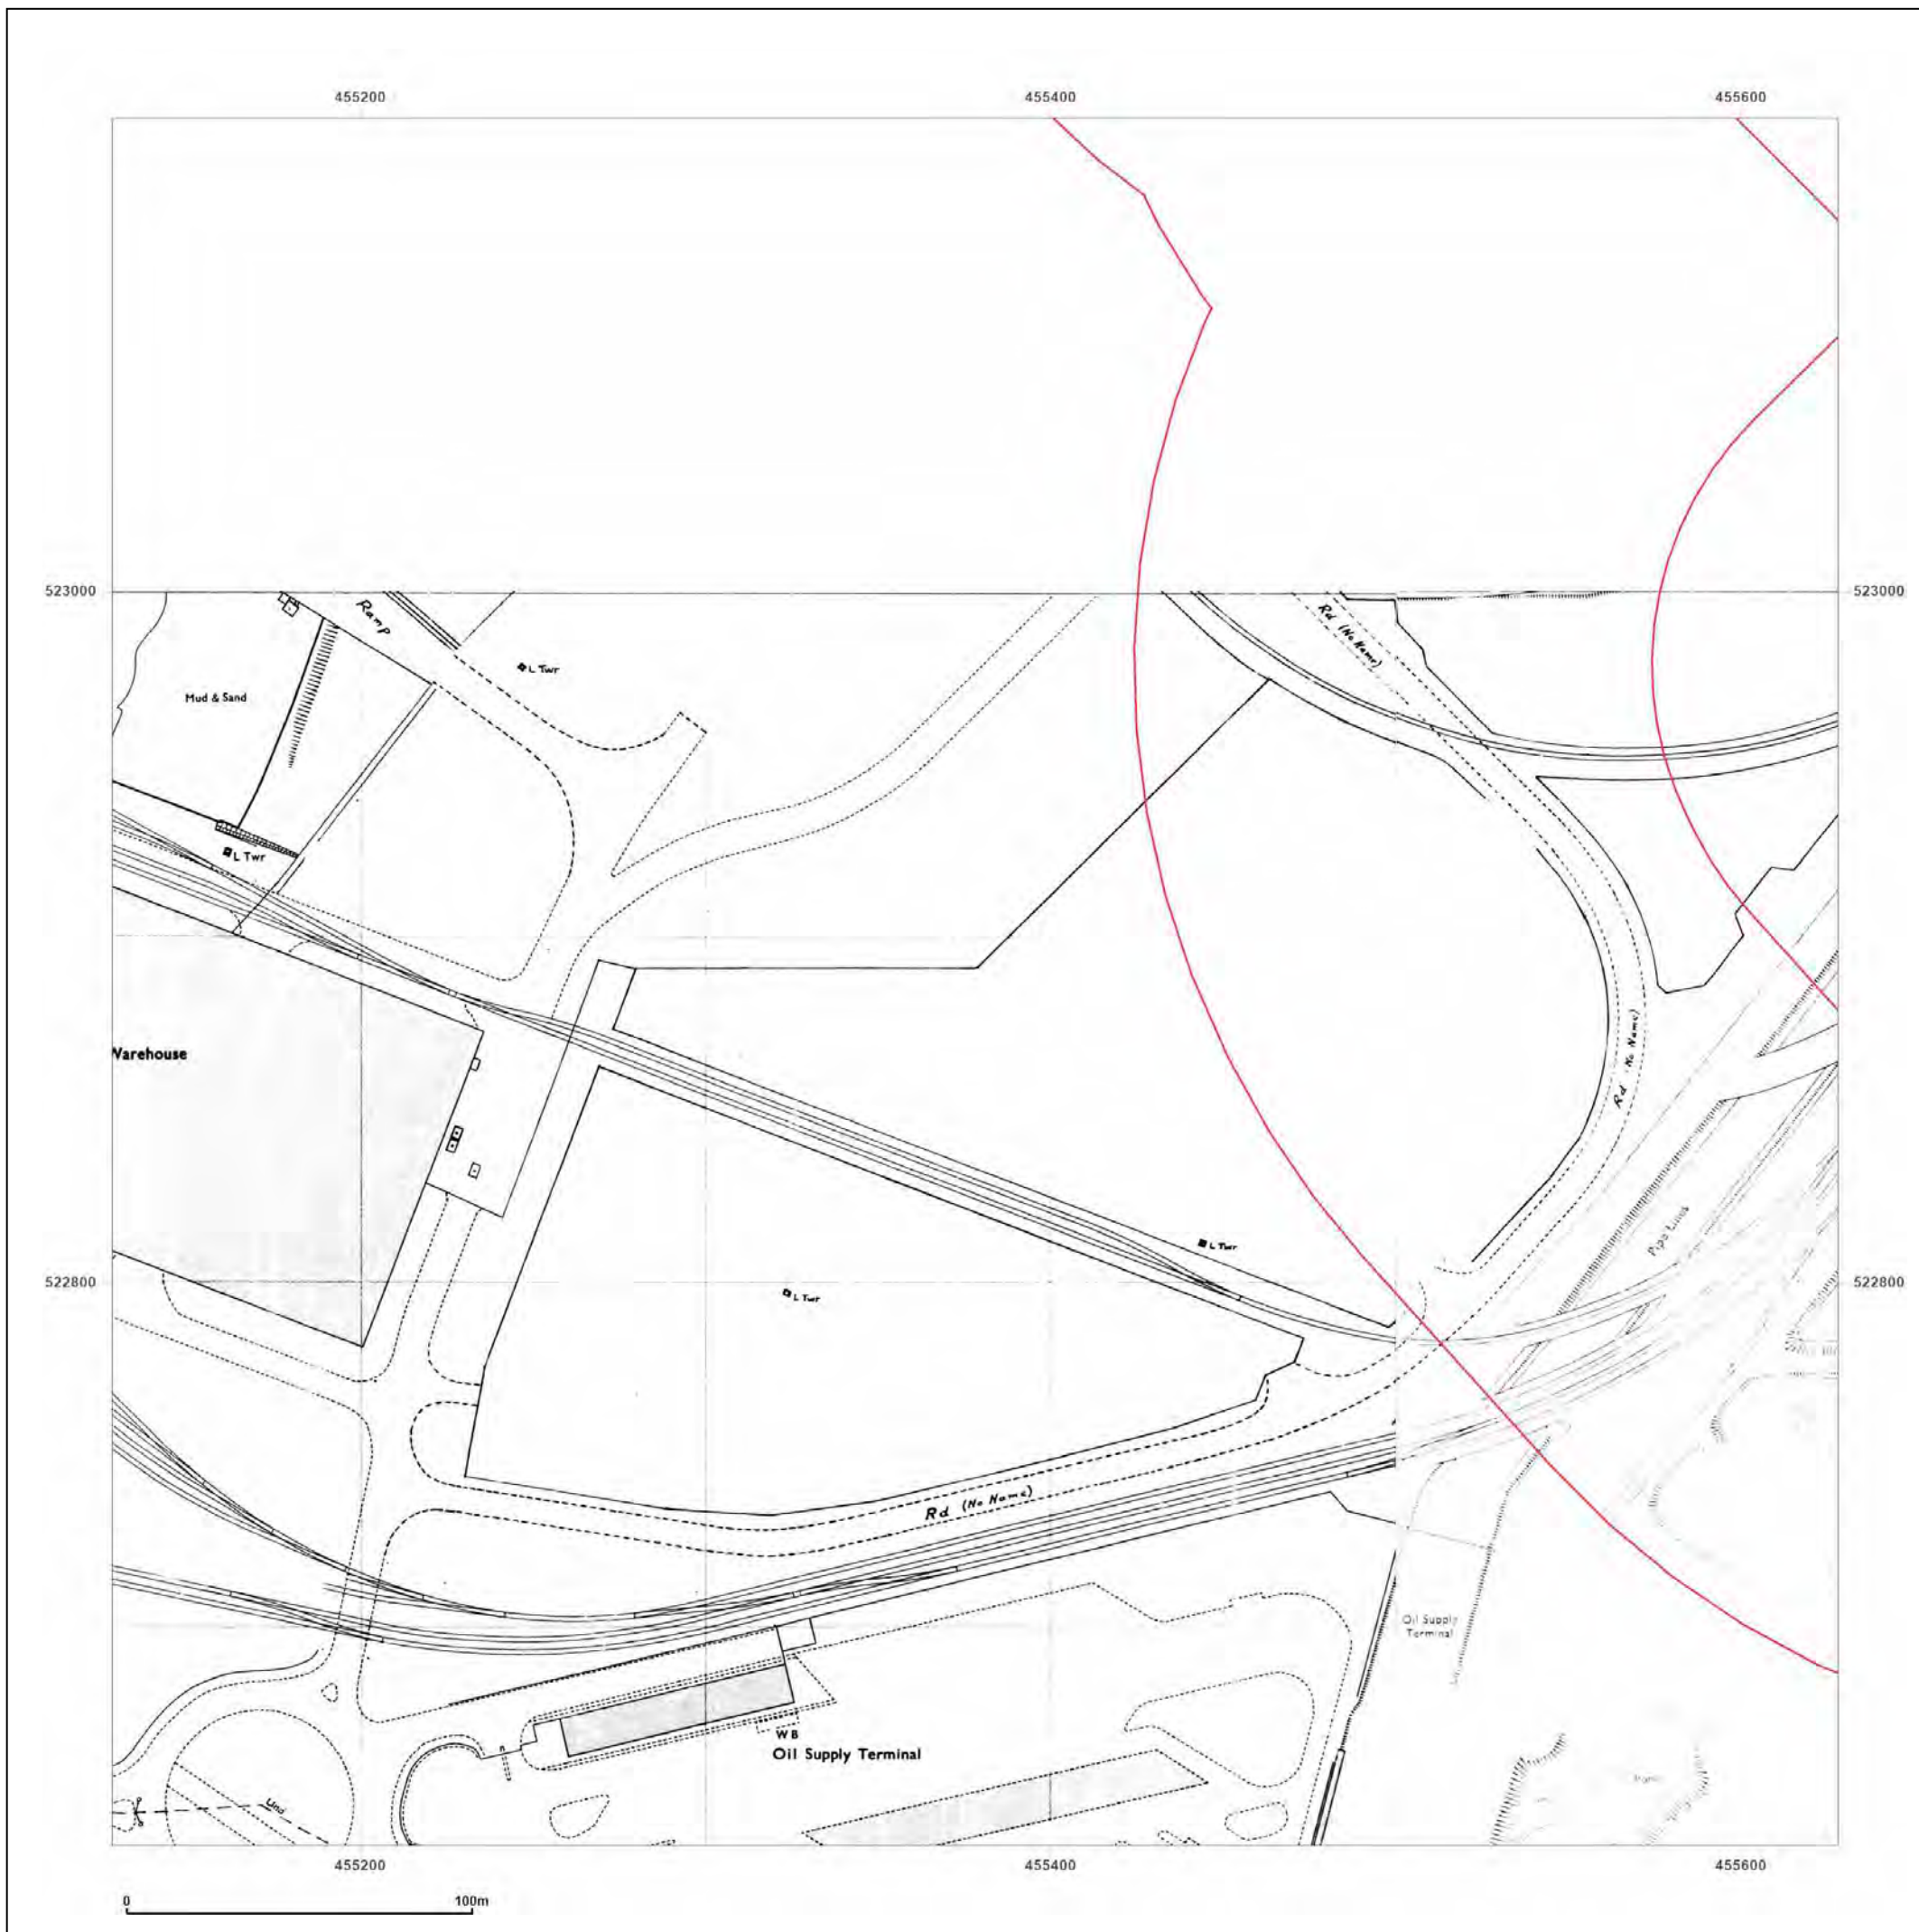 455200
455400
455600
523000
523000
Ramp
Rd (No Name)
L Twr
Mud & Sand
L Twr
Rd (No Name)
Warehouse
Pipe Lines
L Twr
522800
L Twr
522800
Rd (No Name)
Oil Supply
Terminal
W B
Oil Supply Terminal
Pond
455200
455400
455600
0
100m